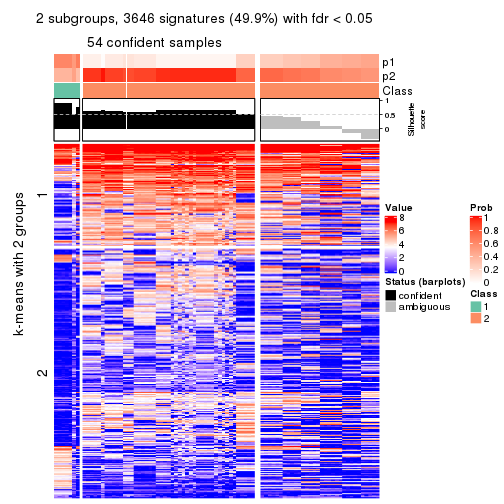 2 subgroups, 3646 signatures (49.9%) with fdr < 0.05
54 confident samples
p1
p2
Class
1
0.5
0
Silhouette
score
k-means with 2 groups
1
2
Value
8
6
4
2
0
Status (barplots)
confident
ambiguous
Prob
1
0.8
0.6
0.4
0.2
0
Class
1
2